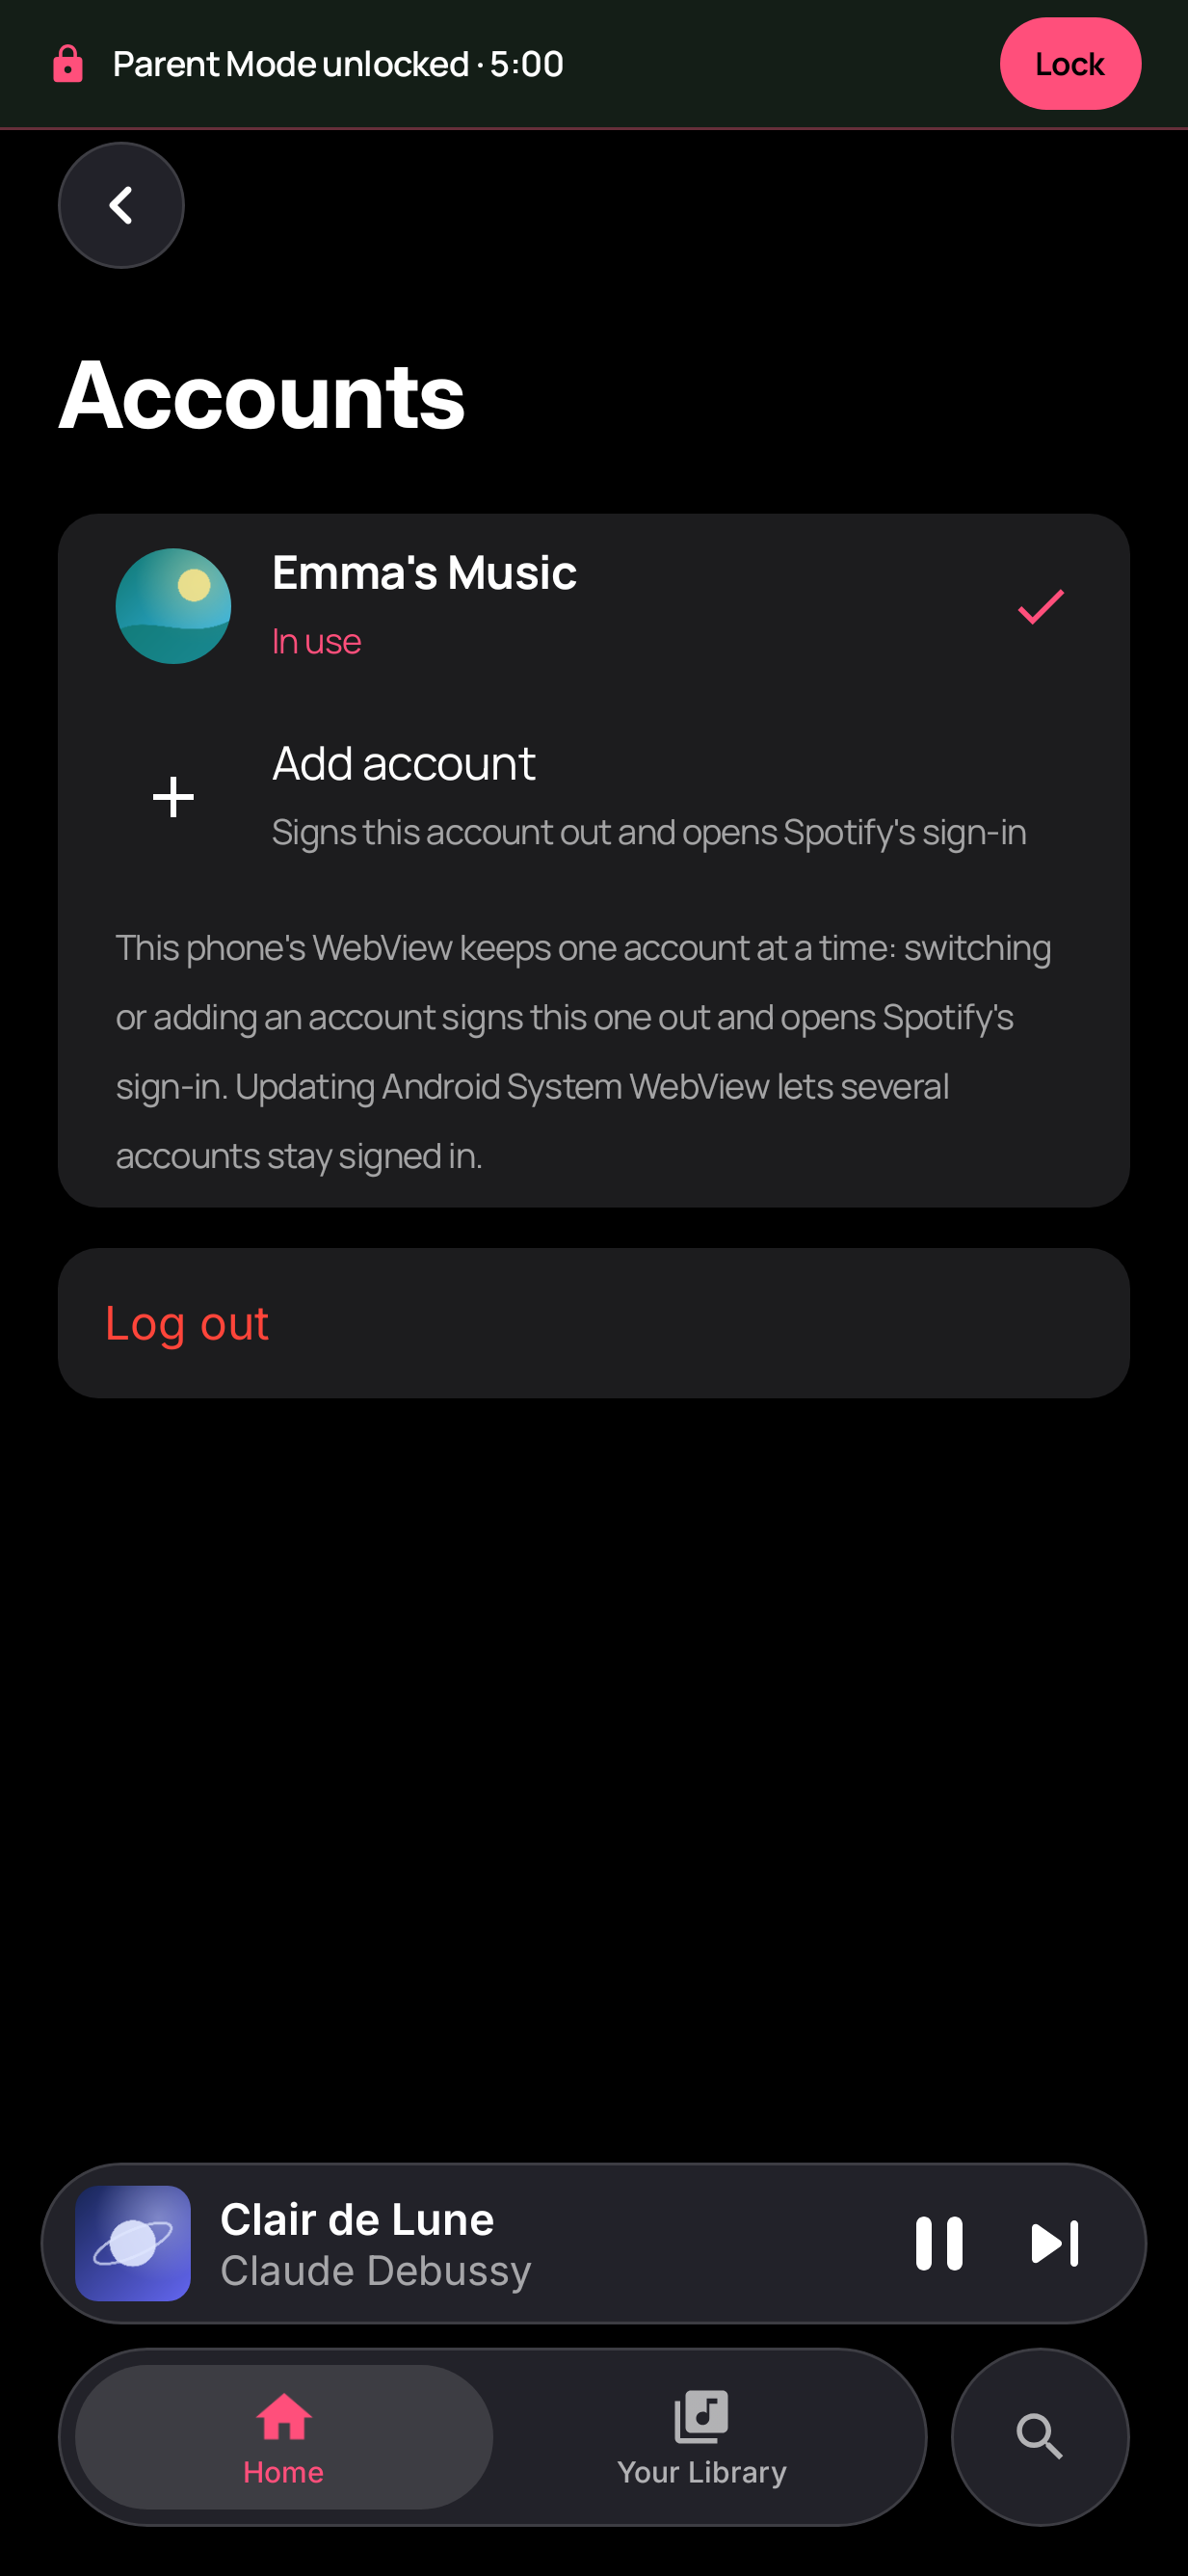 Parent Mode unlocked · 5:00
Lock
Accounts
Emma's Music
In use
Add account
Signs this account out and opens Spotify's sign-in
This phone's WebView keeps one account at a time: switching
or adding an account signs this one out and opens Spotify's
sign-in. Updating Android System WebView lets several
accounts stay signed in.
Log out
Clair de Lune
Claude Debussy
Home
Your Library